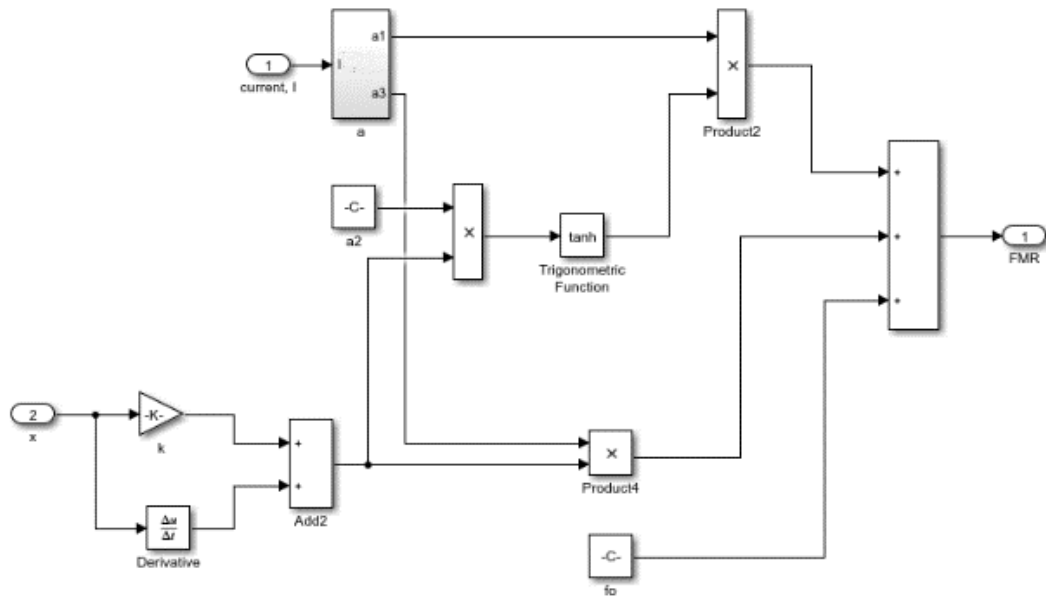 1
current, I
I
a1
a3
a
×
Product2
-C-
a2
×
tanh
Trigonometric
Function
+
+
+
1
FMR
2
x
-K-
k
Δu
Δt
Derivative
+
+
Add2
×
Product4
-C-
fo